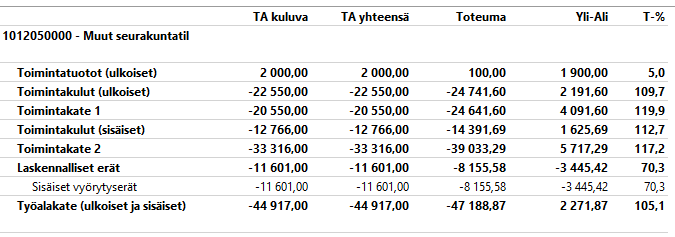 TA kuluva TA yhteensä Toteuma Yli-Ali T-%
1012050000 - Muut seurakuntatil
Toimintatuotot (ulkoiset) 2 000,00 2 000,00 100,00 1 900,00 5,0
Toimintakulut (ulkoiset) -22 550,00 -22 550,00 -24 741,60 2 191,60 109,7
Toimintakate 1 -20 550,00 -20 550,00 -24 641,60 4 091,60 119,9
Toimintakulut (sisäiset) -12 766,00 -12 766,00 -14 391,69 1 625,69 112,7
Toimintakate 2 -33 316,00 -33 316,00 -39 033,29 5 717,29 117,2
Laskennalliset erät -11 601,00 -11 601,00 -8 155,58 -3 445,42 70,3
Sisäiset vyörytyserät -11 601,00 -11 601,00 -8 155,58 -3 445,42 70,3
Työalakate (ulkoiset ja sisäiset) -44 917,00 -44 917,00 -47 188,87 2 271,87 105,1